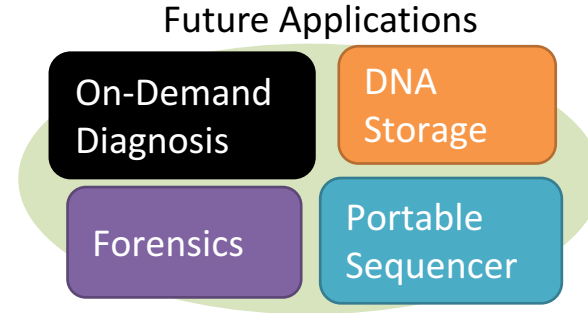 Future Applications
On-Demand
Diagnosis
DNA
Storage
Forensics
Portable
Sequencer